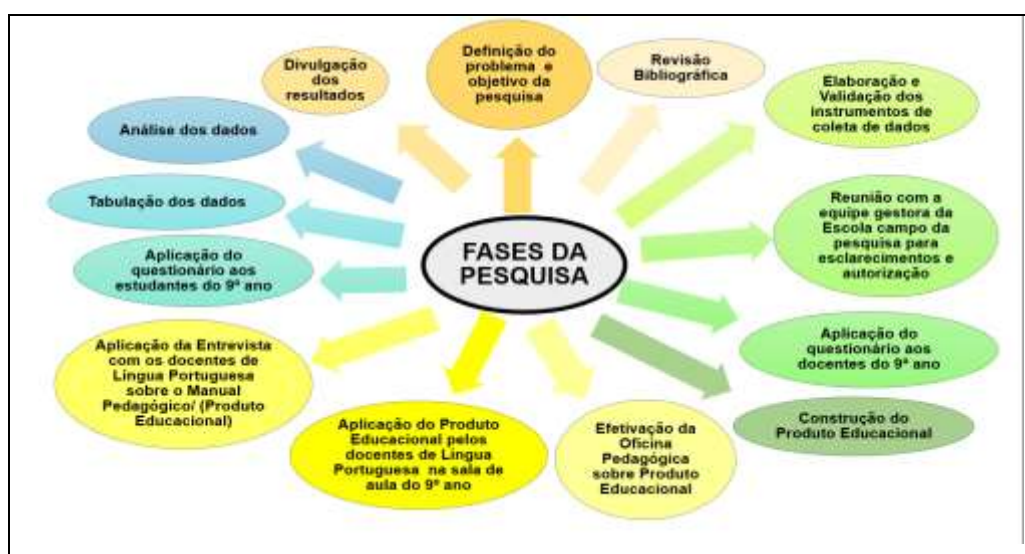 FASES DA
PESQUISA
Definição do
problema e
objetivo da
pesquisa
Revisão
Bibliográfica
Elaboração e
Validação dos
instrumentos de
coleta de dados
Reunião com a
equipe gestora da
Escola campo da
pesquisa para
esclarecimentos e
autorização
Aplicação do
questionário aos
docentes do 9º ano
Construção do
Produto Educacional
Efetivação da
Oficina
Pedagógica
sobre Produto
Educacional
Aplicação do Produto
Educacional pelos
docentes de Língua
Portuguesa na sala de
aula do 9º ano
Aplicação da Entrevista
com os docentes de
Língua Portuguesa
sobre o Manual
Pedagógico/ (Produto
Educacional)
Aplicação do
questionário aos
estudantes do 9º ano
Tabulação dos dados
Análise dos dados
Divulgação
dos
resultados